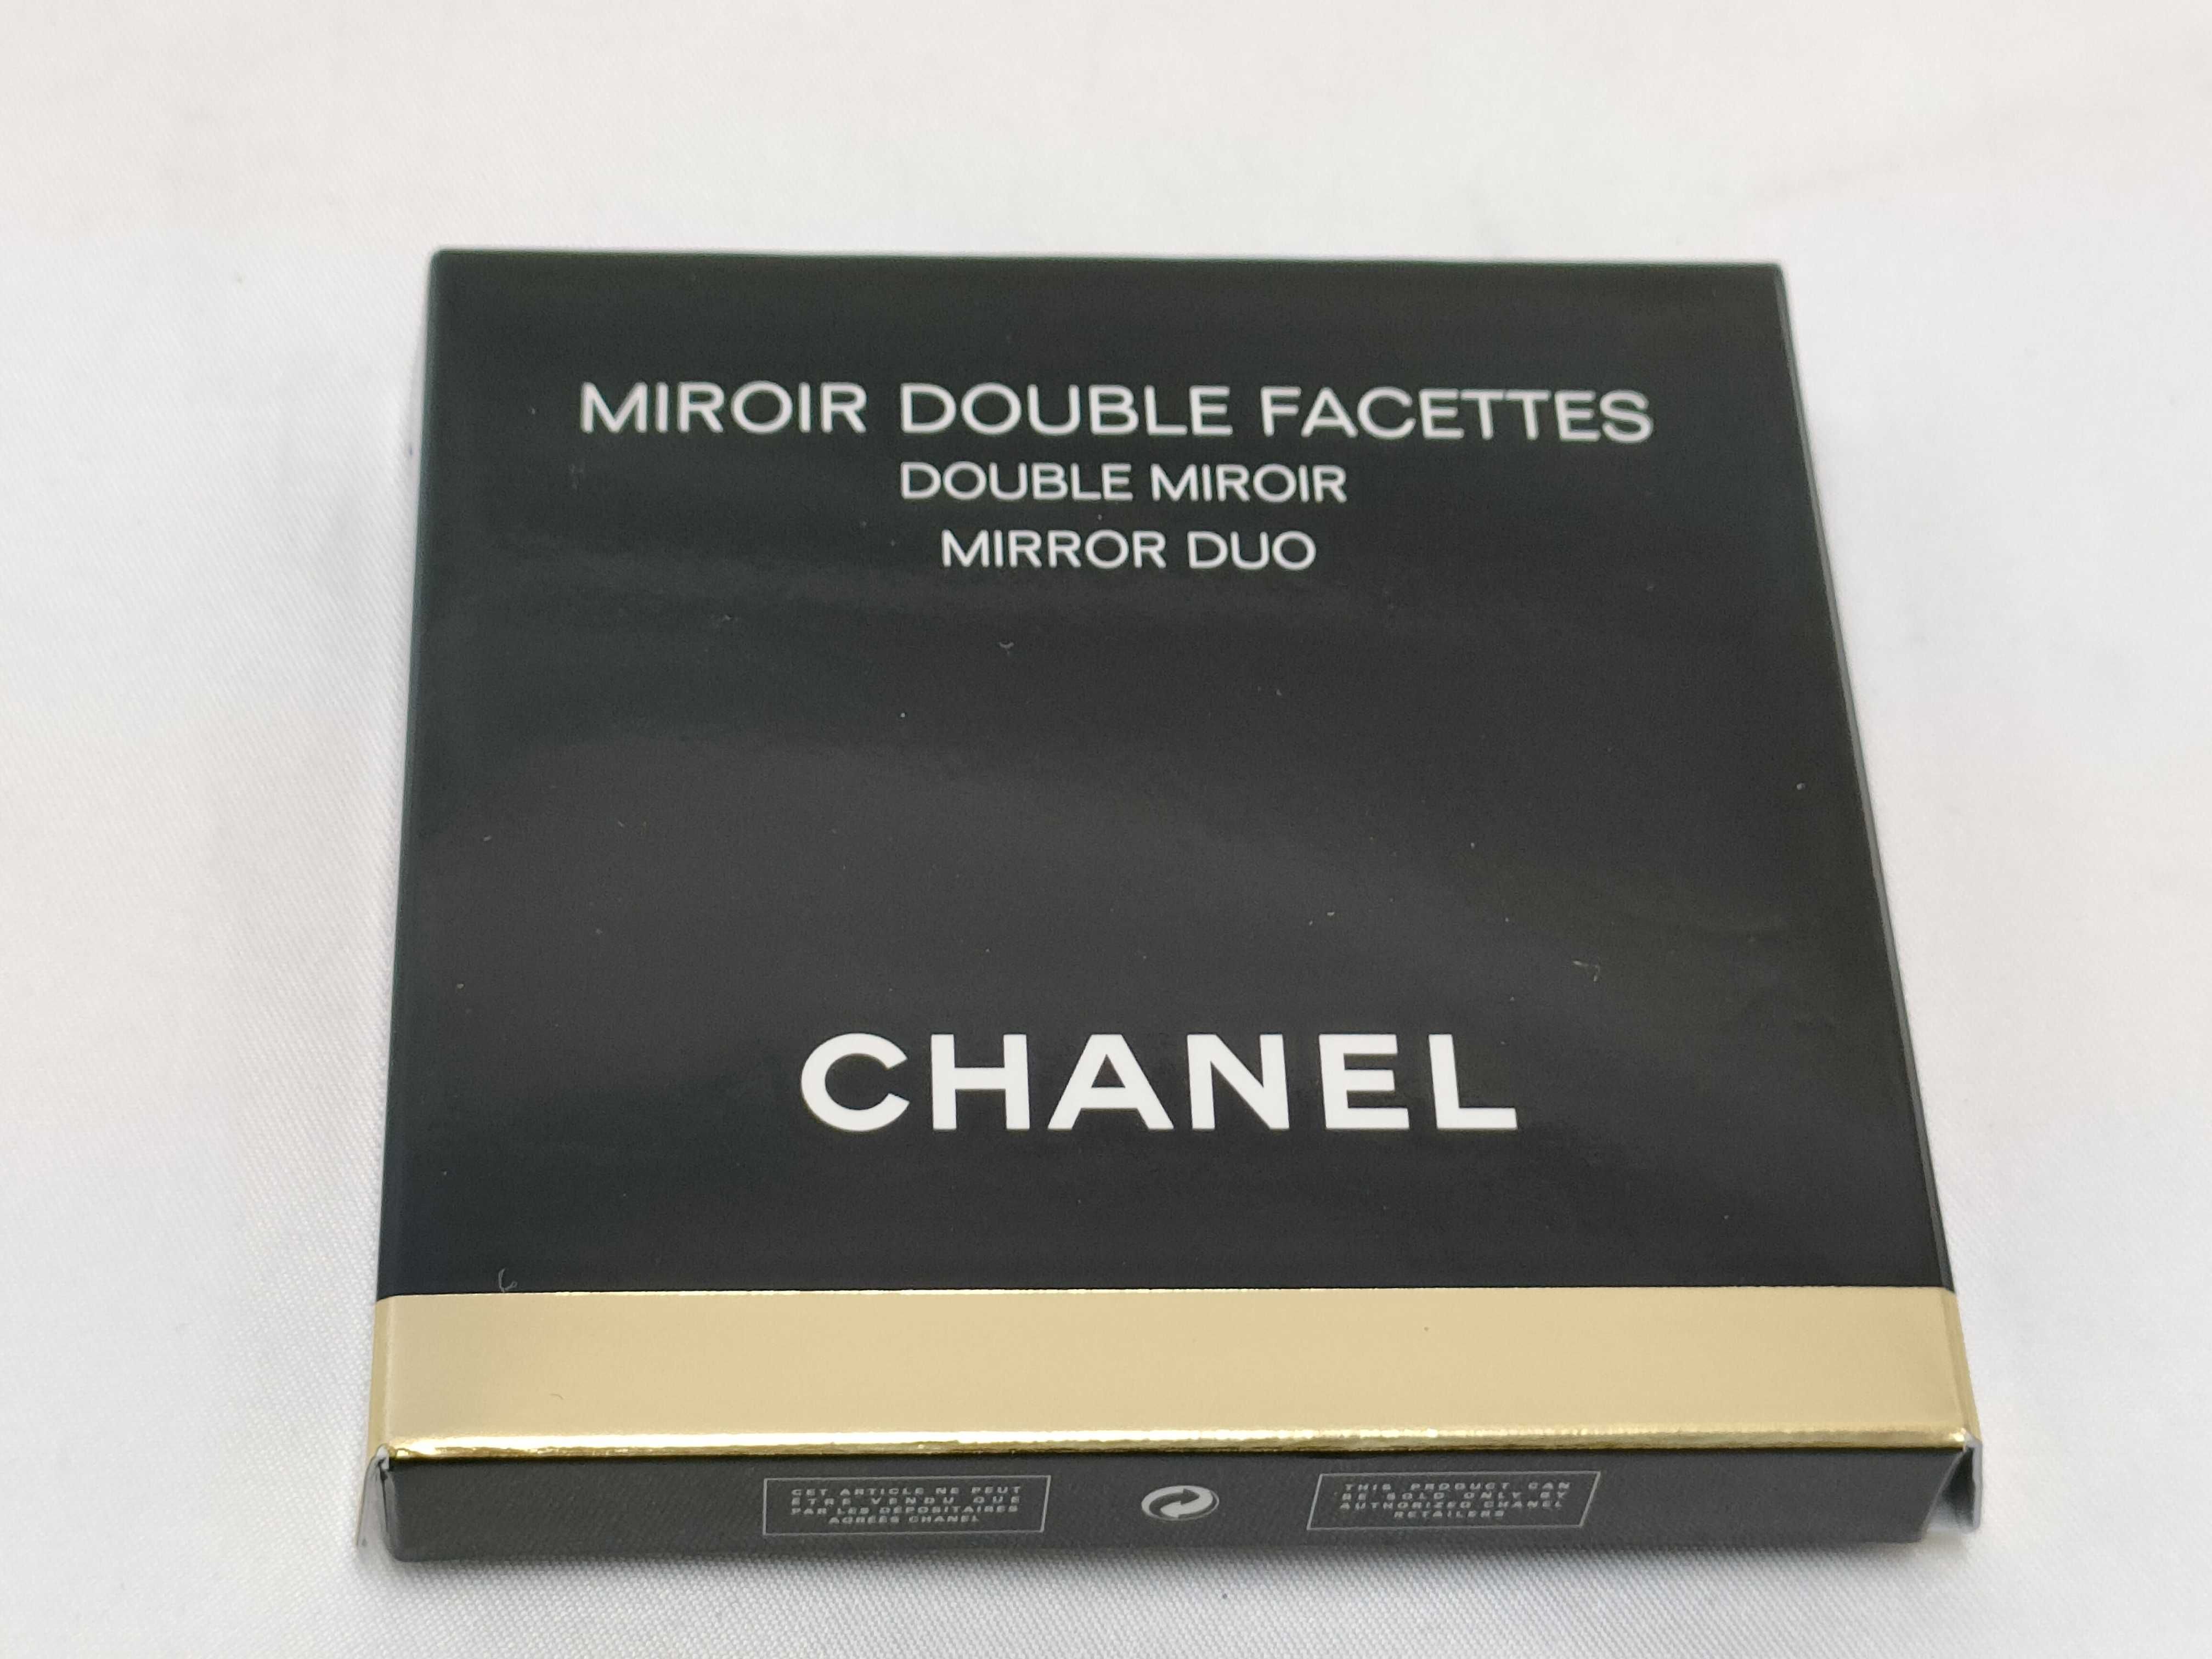 MIROIR DOUBLE FACETTES
DOUBLE MIROIR
MIRROR DUO
CHANEL
CET ARTICLE NE PEUT
ÊTRE VENDU QUE
PAR LES DÉPOSITAIRES
AGRÉÉS CHANEL
THIS PRODUCT CAN
BE SOLD ONLY BY
AUTHORIZED CHANEL
RETAILERS